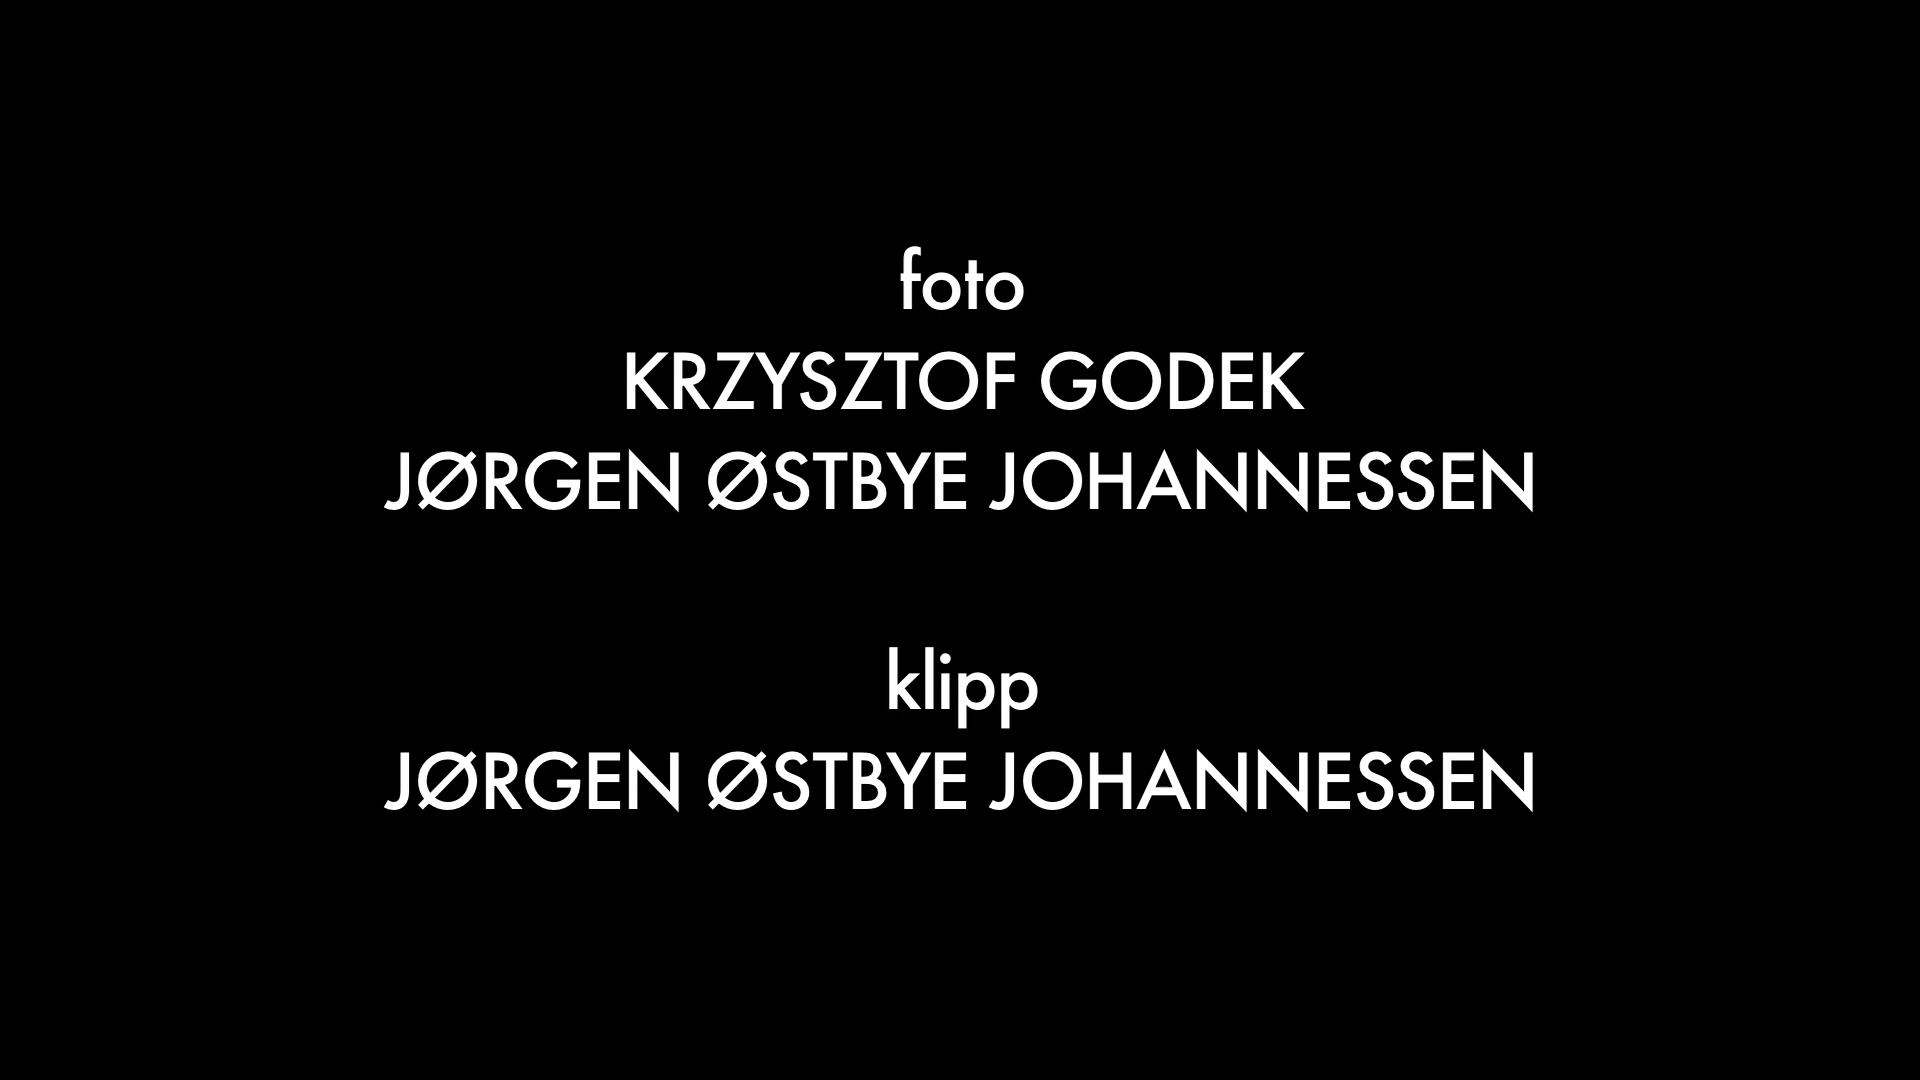 foto
KRZYSZTOF GODEK
JØRGEN ØSTBYE JOHANNESSEN
klipp
JØRGEN ØSTBYE JOHANNESSEN